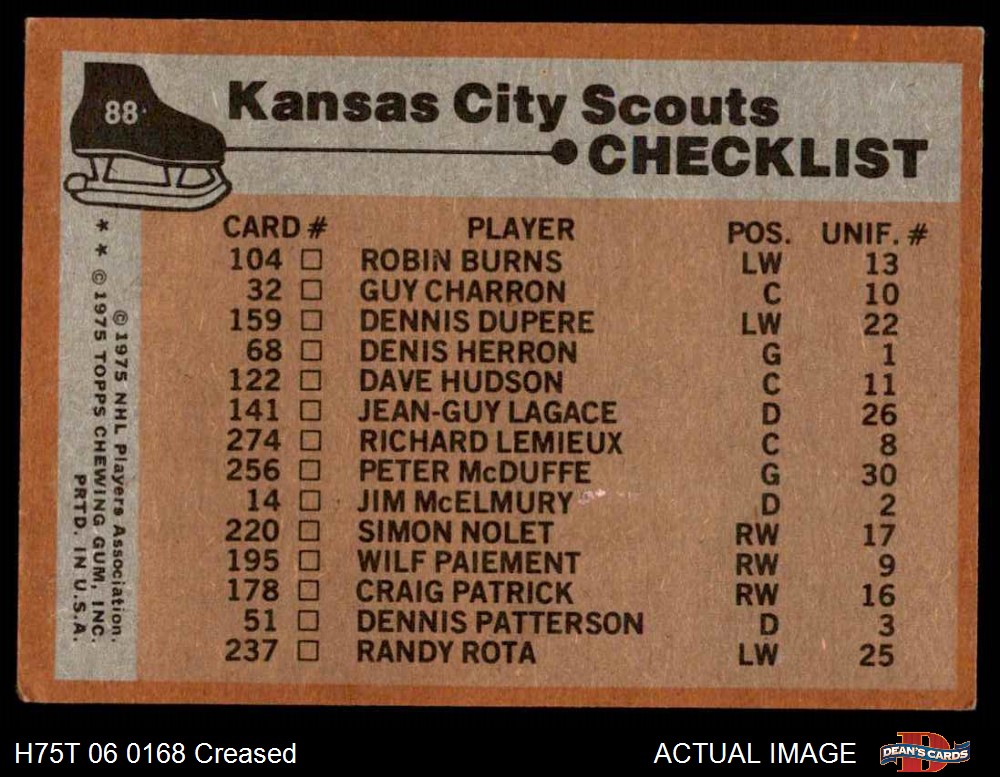 88
Kansas City Scouts
CHECKLIST
CARD # PLAYER POS. UNIF. #
104 ROBIN BURNS LW 13
32 GUY CHARRON C 10
159 DENNIS DUPERE LW 22
68 DENIS HERRON G 1
122 DAVE HUDSON C 11
141 JEAN-GUY LAGACE D 26
274 RICHARD LEMIEUX C 8
256 PETER McDUFFE G 30
14 JIM McELMURY D 2
220 SIMON NOLET RW 17
195 WILF PAIEMENT RW 9
178 CRAIG PATRICK RW 16
51 DENNIS PATTERSON D 3
237 RANDY ROTA LW 25
© 1975 NHL Players Association.
* * © 1975 TOPPS CHEWING GUM, INC.
PRTD. IN U.S.A.
H75T 06 0168 Creased
ACTUAL IMAGE
DEAN'S CARDS